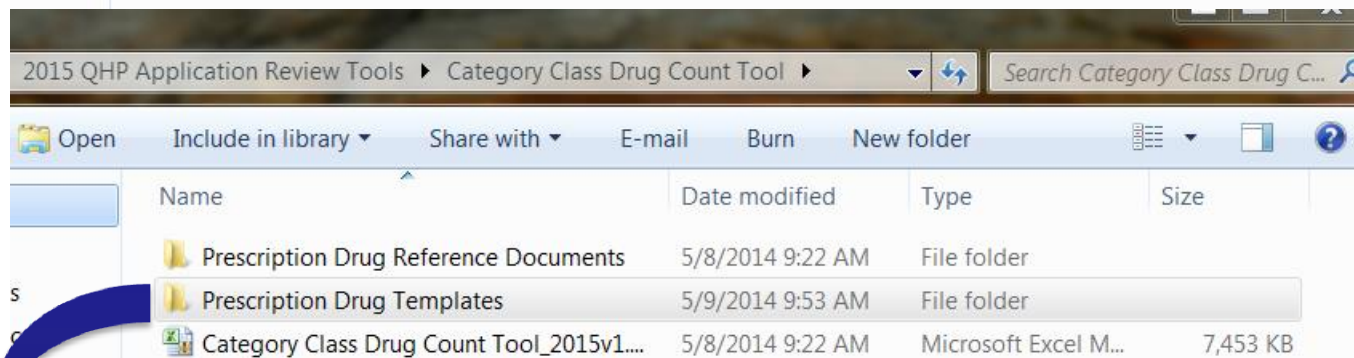 2015 QHP Application Review Tools ▸ Category Class Drug Count Tool ▸ Search Category Class Drug C...
Open Include in library ▾ Share with ▾ E-mail Burn New folder
Name Date modified Type Size
Prescription Drug Reference Documents 5/8/2014 9:22 AM File folder
s Prescription Drug Templates 5/9/2014 9:53 AM File folder
Category Class Drug Count Tool_2015v1.... 5/8/2014 9:22 AM Microsoft Excel M... 7,453 KB